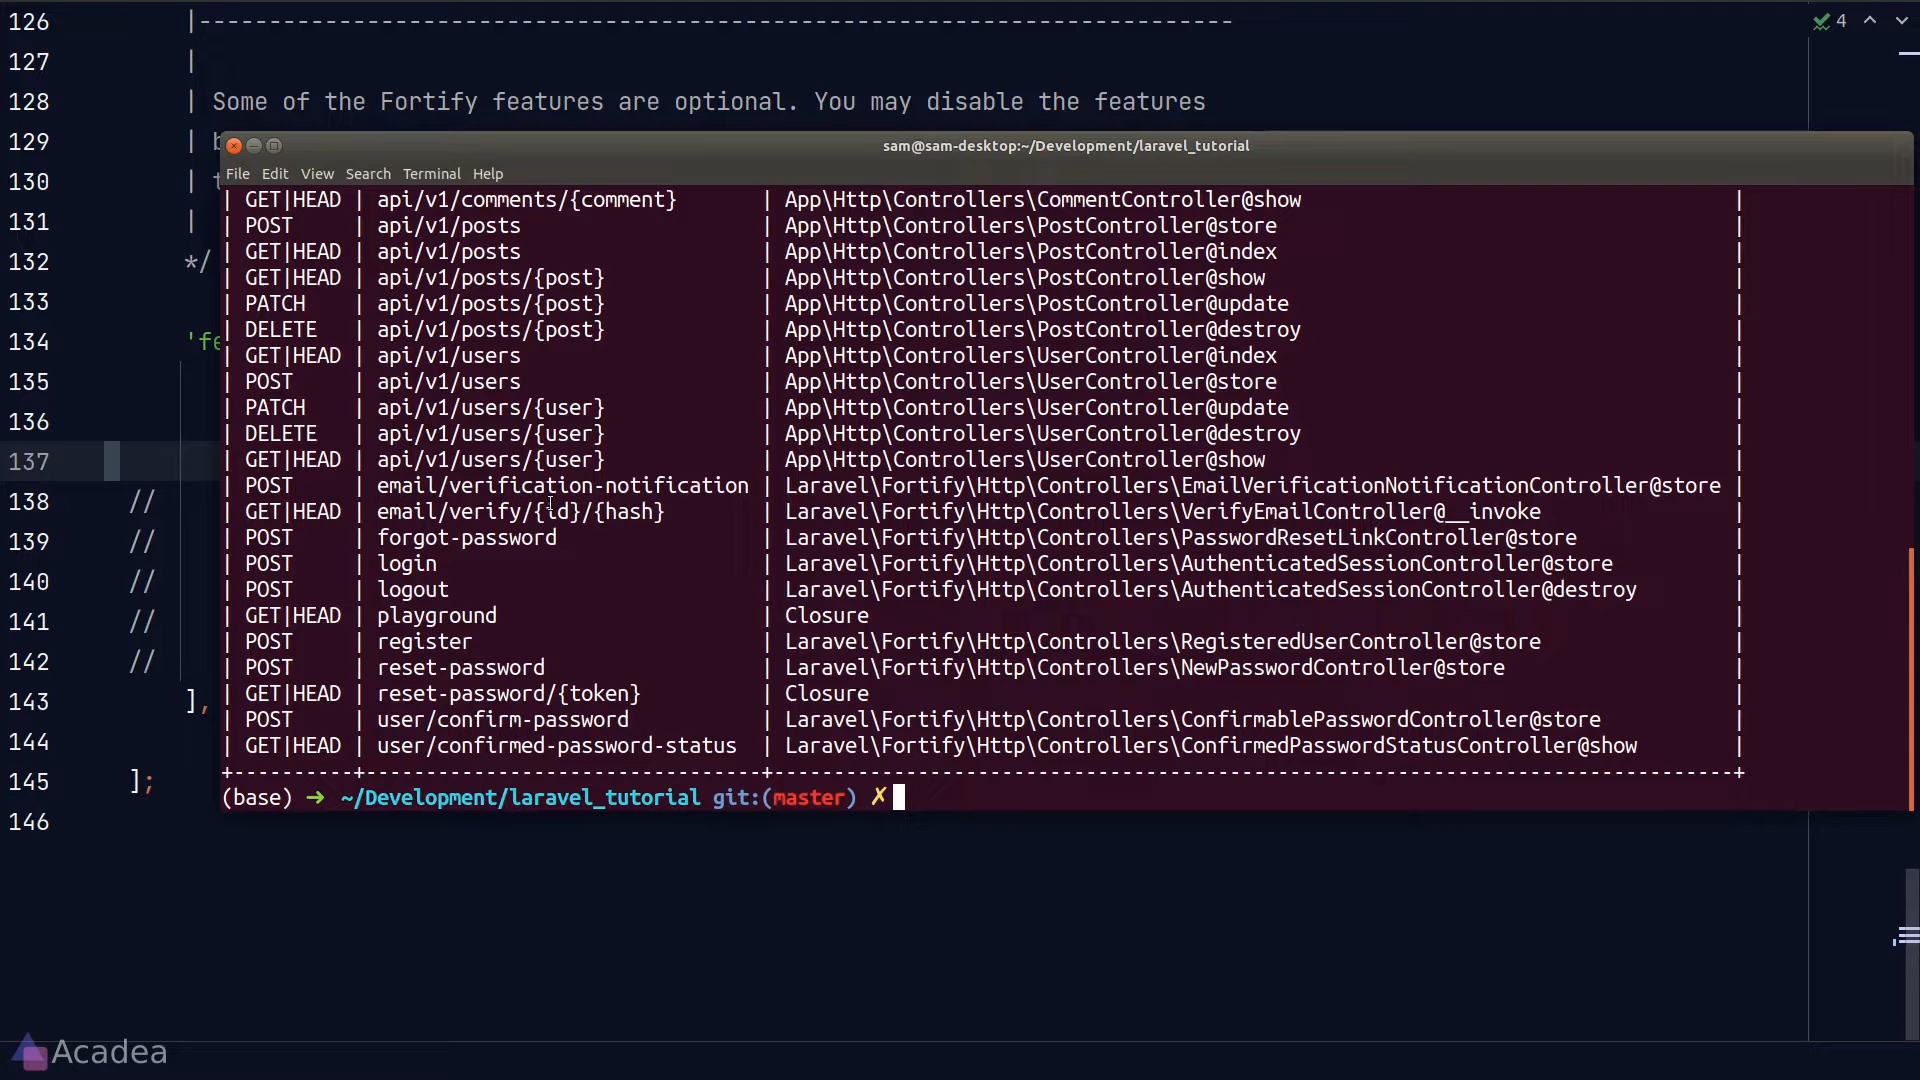 126 |--------------------------------------------------------------------------
127 |
128 | Some of the Fortify features are optional. You may disable the features
129 |
130 |
131 |
132 */
133
134 'fe
135
136
137
138 //
139 //
140 //
141 //
142 //
143 ],
144
145 ];
146
4
sam@sam-desktop:~/Development/laravel_tutorial
File Edit View Search Terminal Help
| GET|HEAD | api/v1/comments/{comment} | App\Http\Controllers\CommentController@show |
| POST | api/v1/posts | App\Http\Controllers\PostController@store |
| GET|HEAD | api/v1/posts | App\Http\Controllers\PostController@index |
| GET|HEAD | api/v1/posts/{post} | App\Http\Controllers\PostController@show |
| PATCH | api/v1/posts/{post} | App\Http\Controllers\PostController@update |
| DELETE | api/v1/posts/{post} | App\Http\Controllers\PostController@destroy |
| GET|HEAD | api/v1/users | App\Http\Controllers\UserController@index |
| POST | api/v1/users | App\Http\Controllers\UserController@store |
| PATCH | api/v1/users/{user} | App\Http\Controllers\UserController@update |
| DELETE | api/v1/users/{user} | App\Http\Controllers\UserController@destroy |
| GET|HEAD | api/v1/users/{user} | App\Http\Controllers\UserController@show |
| POST | email/verification-notification | Laravel\Fortify\Http\Controllers\EmailVerificationNotificationController@store |
| GET|HEAD | email/verify/{id}/{hash} | Laravel\Fortify\Http\Controllers\VerifyEmailController@__invoke |
| POST | forgot-password | Laravel\Fortify\Http\Controllers\PasswordResetLinkController@store |
| POST | login | Laravel\Fortify\Http\Controllers\AuthenticatedSessionController@store |
| POST | logout | Laravel\Fortify\Http\Controllers\AuthenticatedSessionController@destroy |
| GET|HEAD | playground | Closure |
| POST | register | Laravel\Fortify\Http\Controllers\RegisteredUserController@store |
| POST | reset-password | Laravel\Fortify\Http\Controllers\NewPasswordController@store |
| GET|HEAD | reset-password/{token} | Closure |
| POST | user/confirm-password | Laravel\Fortify\Http\Controllers\ConfirmablePasswordController@store |
| GET|HEAD | user/confirmed-password-status | Laravel\Fortify\Http\Controllers\ConfirmedPasswordStatusController@show |
+----------+---------------------------------+--------------------------------------------------------------------------------+
(base) ➜ ~/Development/laravel_tutorial git:(master) ✗
Acadea